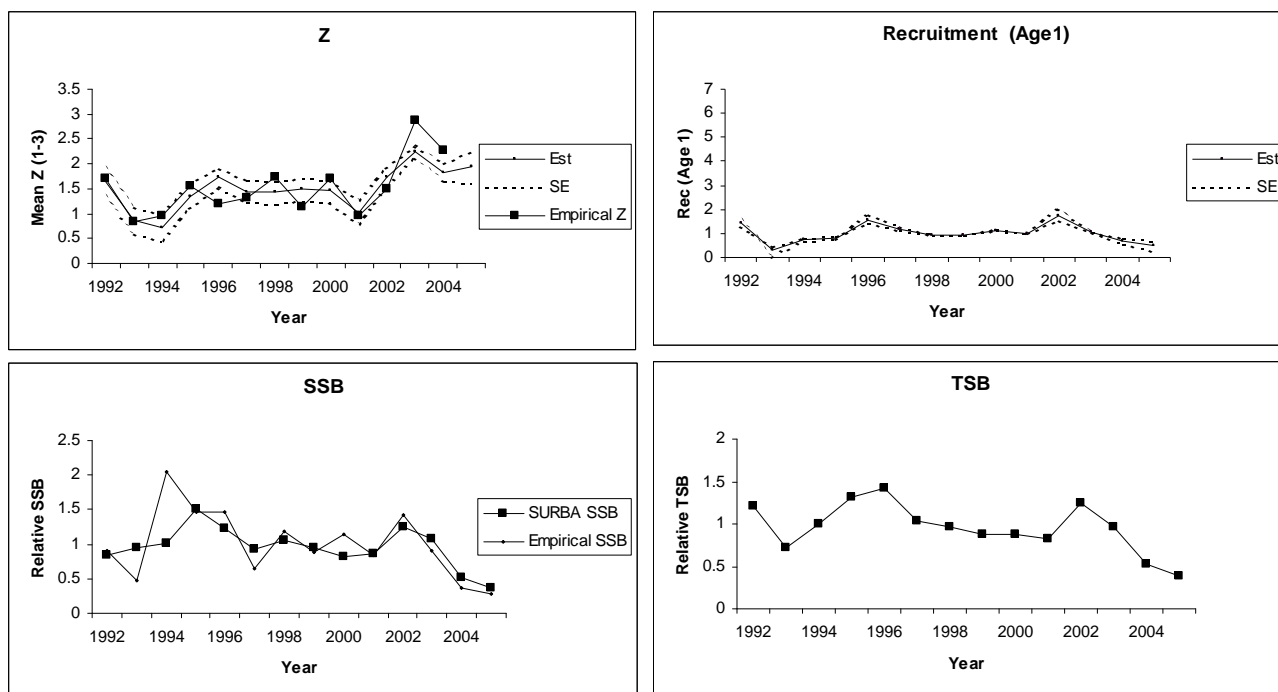 Z
3.5
3
2.5
2
1.5
1
0.5
0
Mean Z (1-3)
1992 1994 1996 1998 2000 2002 2004
Year
Est
SE
Empirical Z
Recruitment (Age1)
7
6
5
4
3
2
1
0
Rec (Age 1)
1992 1994 1996 1998 2000 2002 2004
Year
Est
SE
SSB
2.5
2
1.5
1
0.5
0
Relative SSB
1992 1994 1996 1998 2000 2002 2004
Year
SURBA SSB
Empirical SSB
TSB
2
1.5
1
0.5
0
Relative TSB
1992 1994 1996 1998 2000 2002 2004
Year